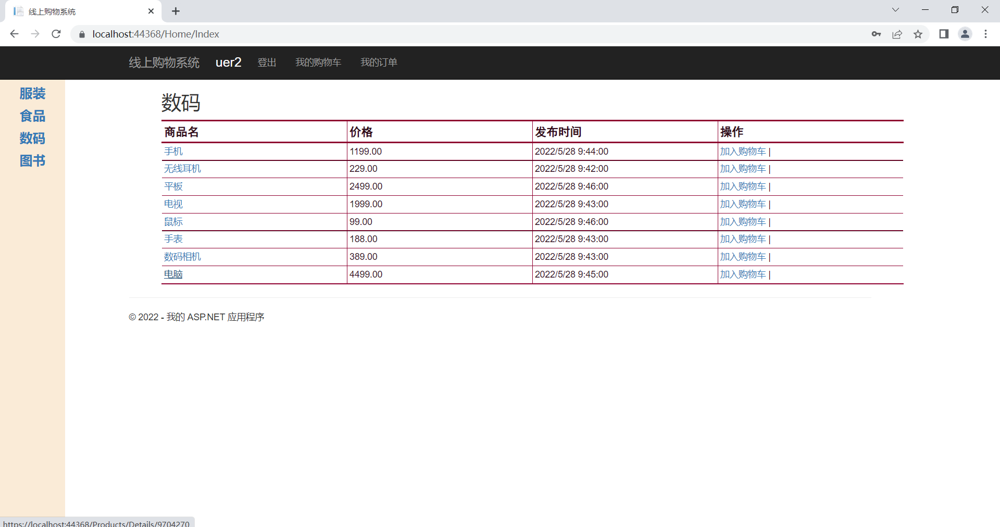 线上购物系统
localhost:44368/Home/Index
线上购物系统 uer2 登出 我的购物车 我的订单
服装
食品
数码
图书
数码
商品名 价格 发布时间 操作
手机 1199.00 2022/5/28 9:44:00 加入购物车 |
无线耳机 229.00 2022/5/28 9:42:00 加入购物车 |
平板 2499.00 2022/5/28 9:46:00 加入购物车 |
电视 1999.00 2022/5/28 9:43:00 加入购物车 |
鼠标 99.00 2022/5/28 9:46:00 加入购物车 |
手表 188.00 2022/5/28 9:43:00 加入购物车 |
数码相机 389.00 2022/5/28 9:43:00 加入购物车 |
电脑 4499.00 2022/5/28 9:45:00 加入购物车 |
© 2022 - 我的 ASP.NET 应用程序
https://localhost:44368/Products/Details/9704270